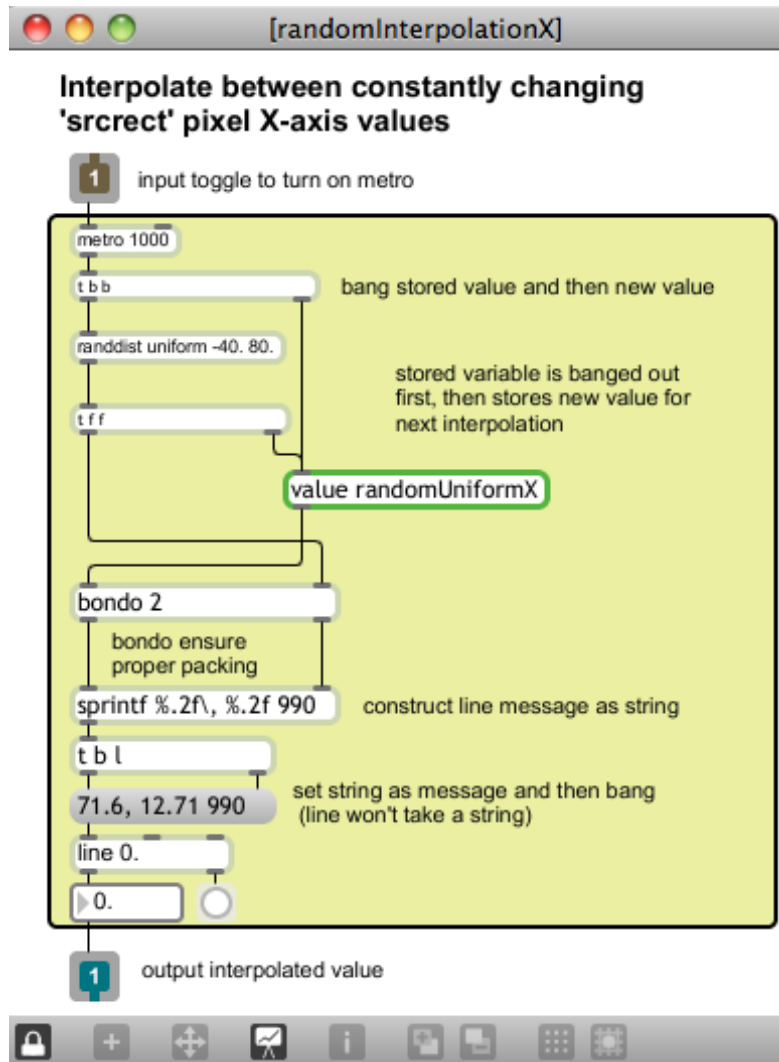 [randomInterpolationX]
Interpolate between constantly changing
'srcrect' pixel X-axis values
1
input toggle to turn on metro
metro 1000
t b b
bang stored value and then new value
randdist uniform -40. 80.
stored variable is banged out
first, then stores new value for
next interpolation
t f f
value randomUniformX
bondo 2
bondo ensure
proper packing
sprintf %.2f\, %.2f 990
construct line message as string
t b l
set string as message and then bang
(line won't take a string)
71.6, 12.71 990
line 0.
0.
1
output interpolated value